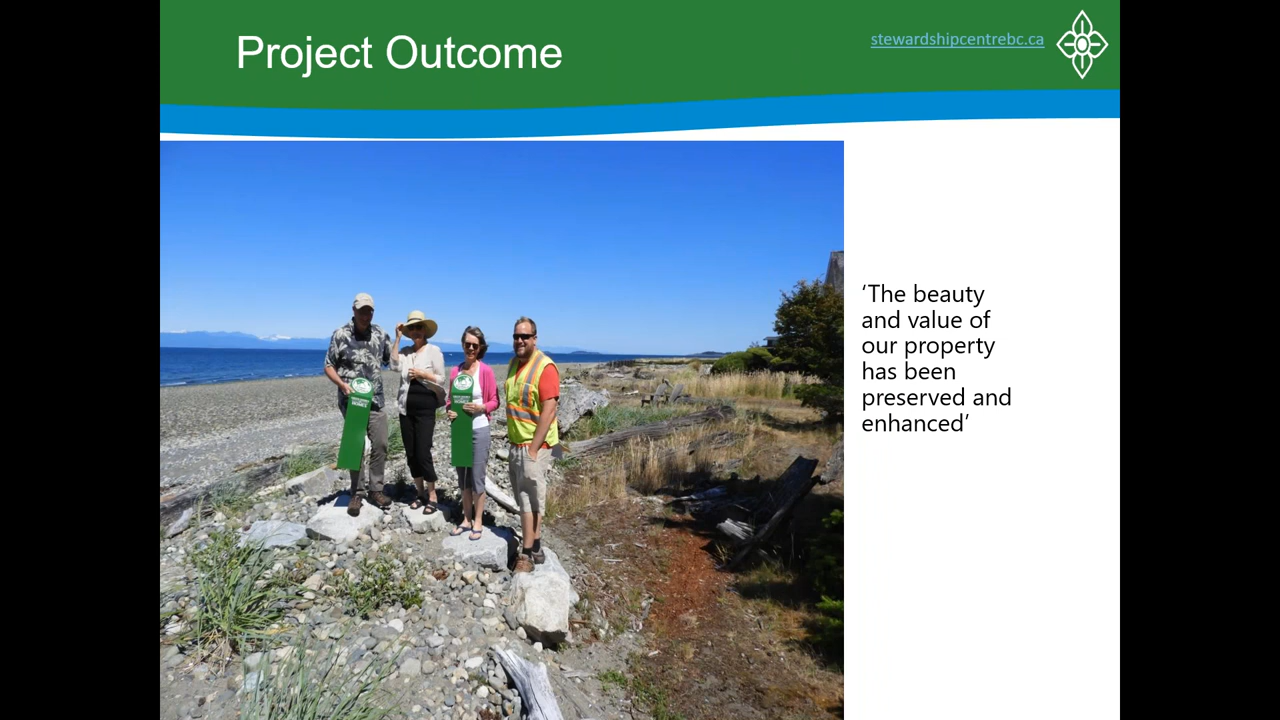 Project Outcome
stewardshipcentrebc.ca
‘The beauty
and value of
our property
has been
preserved and
enhanced’